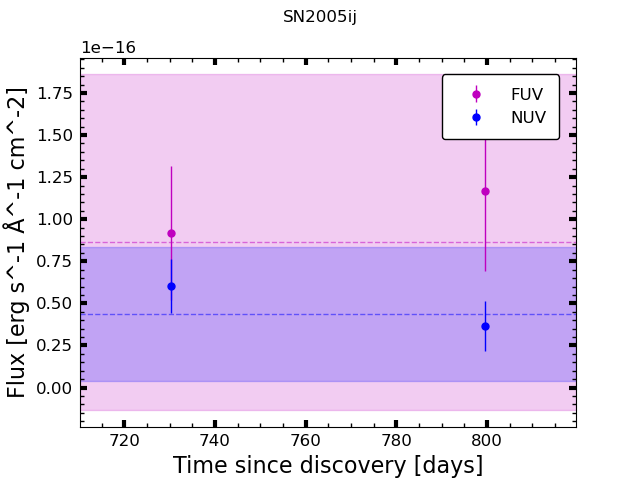 SN2005ij
1e−16
FUV
NUV
1.75
1.50
1.25
1.00
0.75
0.50
0.25
0.00
Flux [erg s^-1 Å^-1 cm^-2]
720 740 760 780 800
Time since discovery [days]